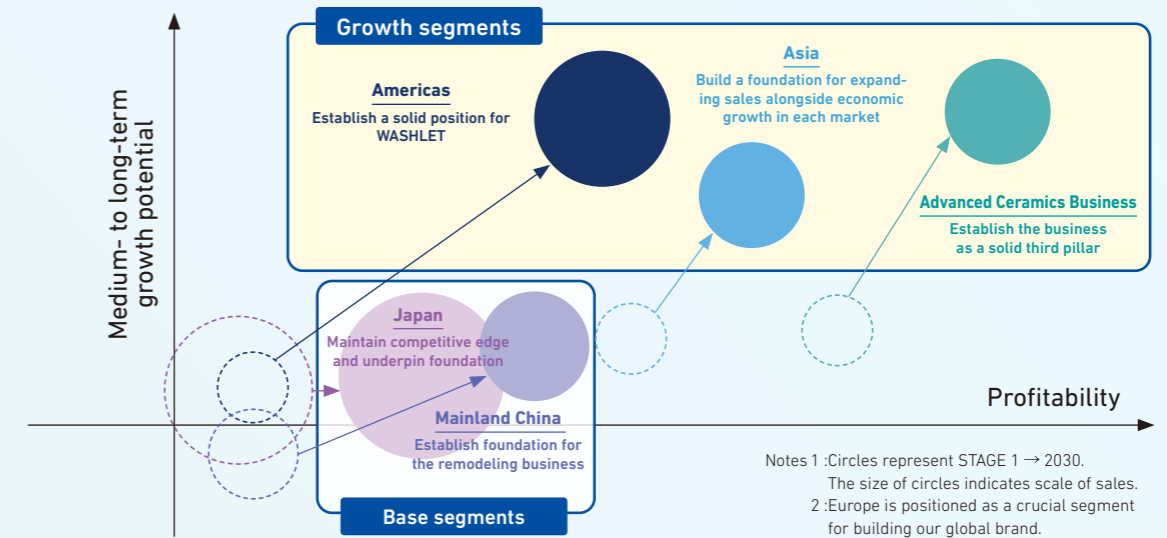 Medium- to long-term
growth potential
Growth segments
Americas
Establish a solid position for
WASHLET
Asia
Build a foundation for expand-
ing sales alongside economic
growth in each market
Advanced Ceramics Business
Establish the business
as a solid third pillar
Japan
Maintain competitive edge
and underpin foundation
Mainland China
Establish foundation for
the remodeling business
Base segments
Profitability
Notes 1 :Circles represent STAGE 1 → 2030.
The size of circles indicates scale of sales.
2 :Europe is positioned as a crucial segment
for building our global brand.